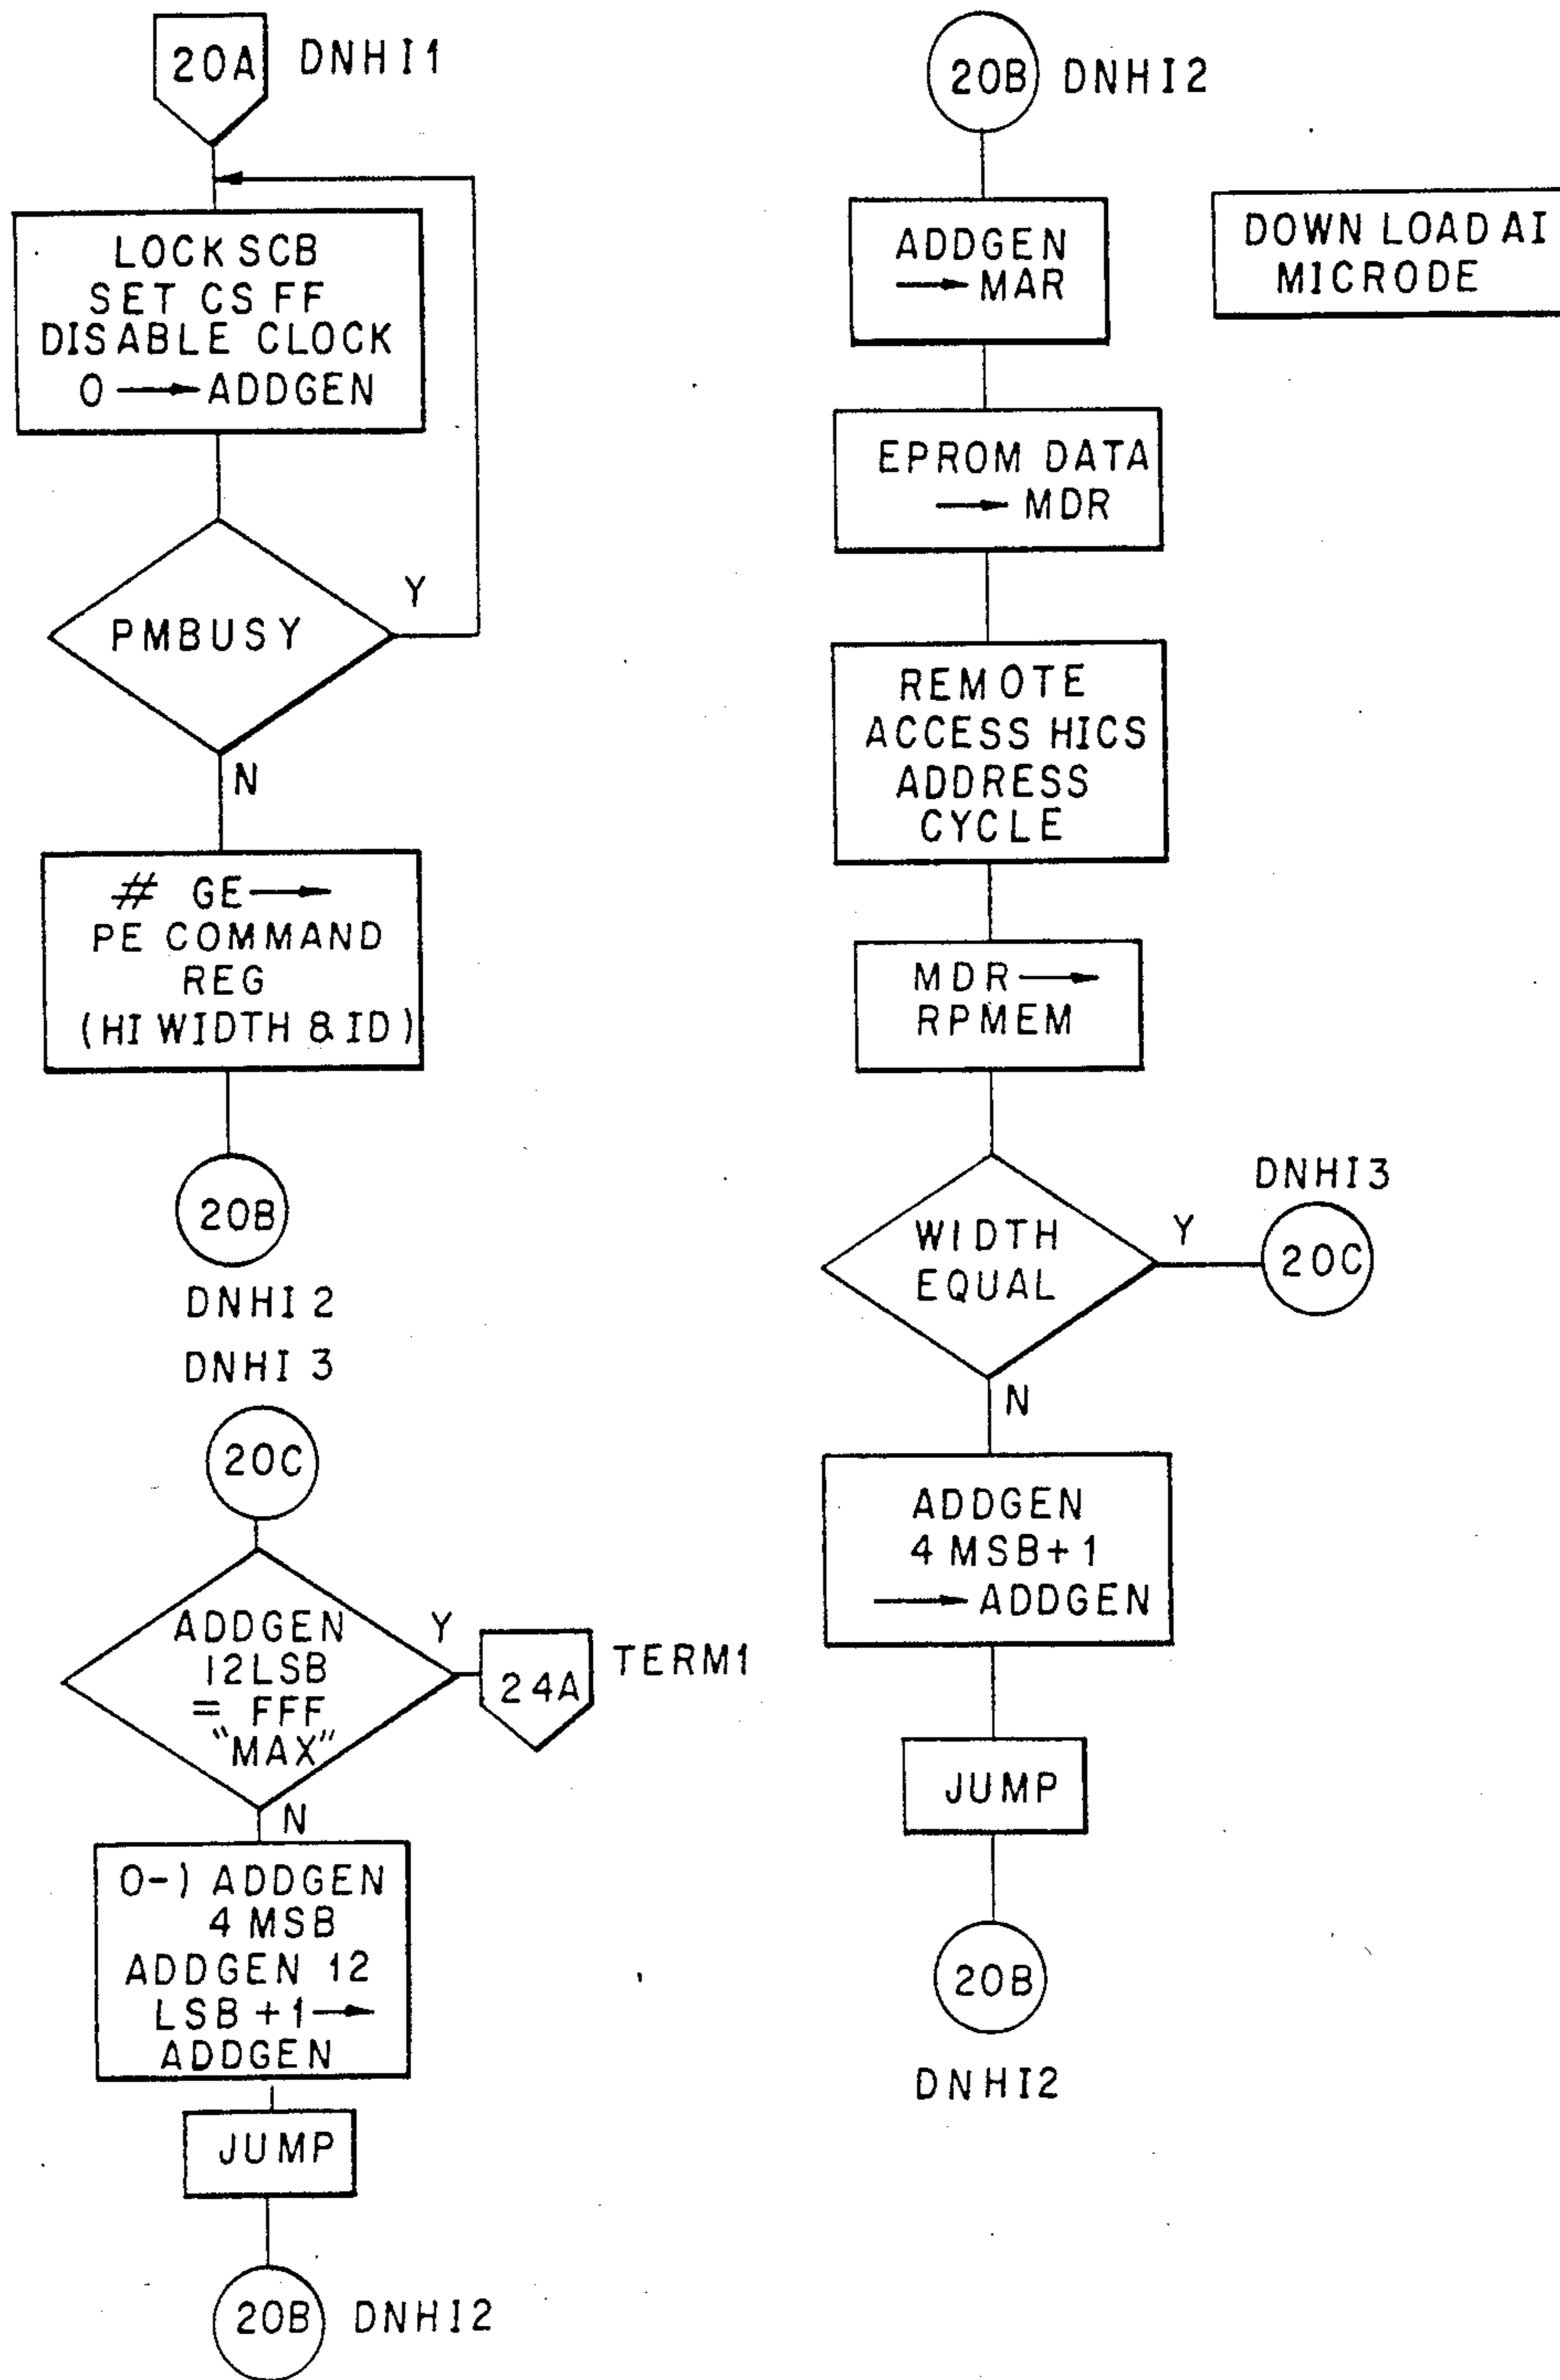 20A DNHI1
LOCK SCB
SET CS FF
DISABLE CLOCK
0 → ADDGEN
PMBUSY
Y
N
# GE →
PE COMMAND
REG
(HI WIDTH & ID)
20B
DNHI 2
DNHI 3
20C
ADDGEN
12LSB
= FFF
"MAX"
Y
24A
TERM1
N
0-) ADDGEN
4 MSB
ADDGEN 12
LSB +1 →
ADDGEN
JUMP
20B DNHI2
20B DNHI2
ADDGEN
→ MAR
DOWN LOAD AI
MICRODE
EPROM DATA
→ MDR
REMOTE
ACCESS HICS
ADDRESS
CYCLE
MDR →
RPMEM
WIDTH
EQUAL
Y
DNHI3
20C
N
ADDGEN
4 MSB+1
→ ADDGEN
JUMP
20B
DNHI2